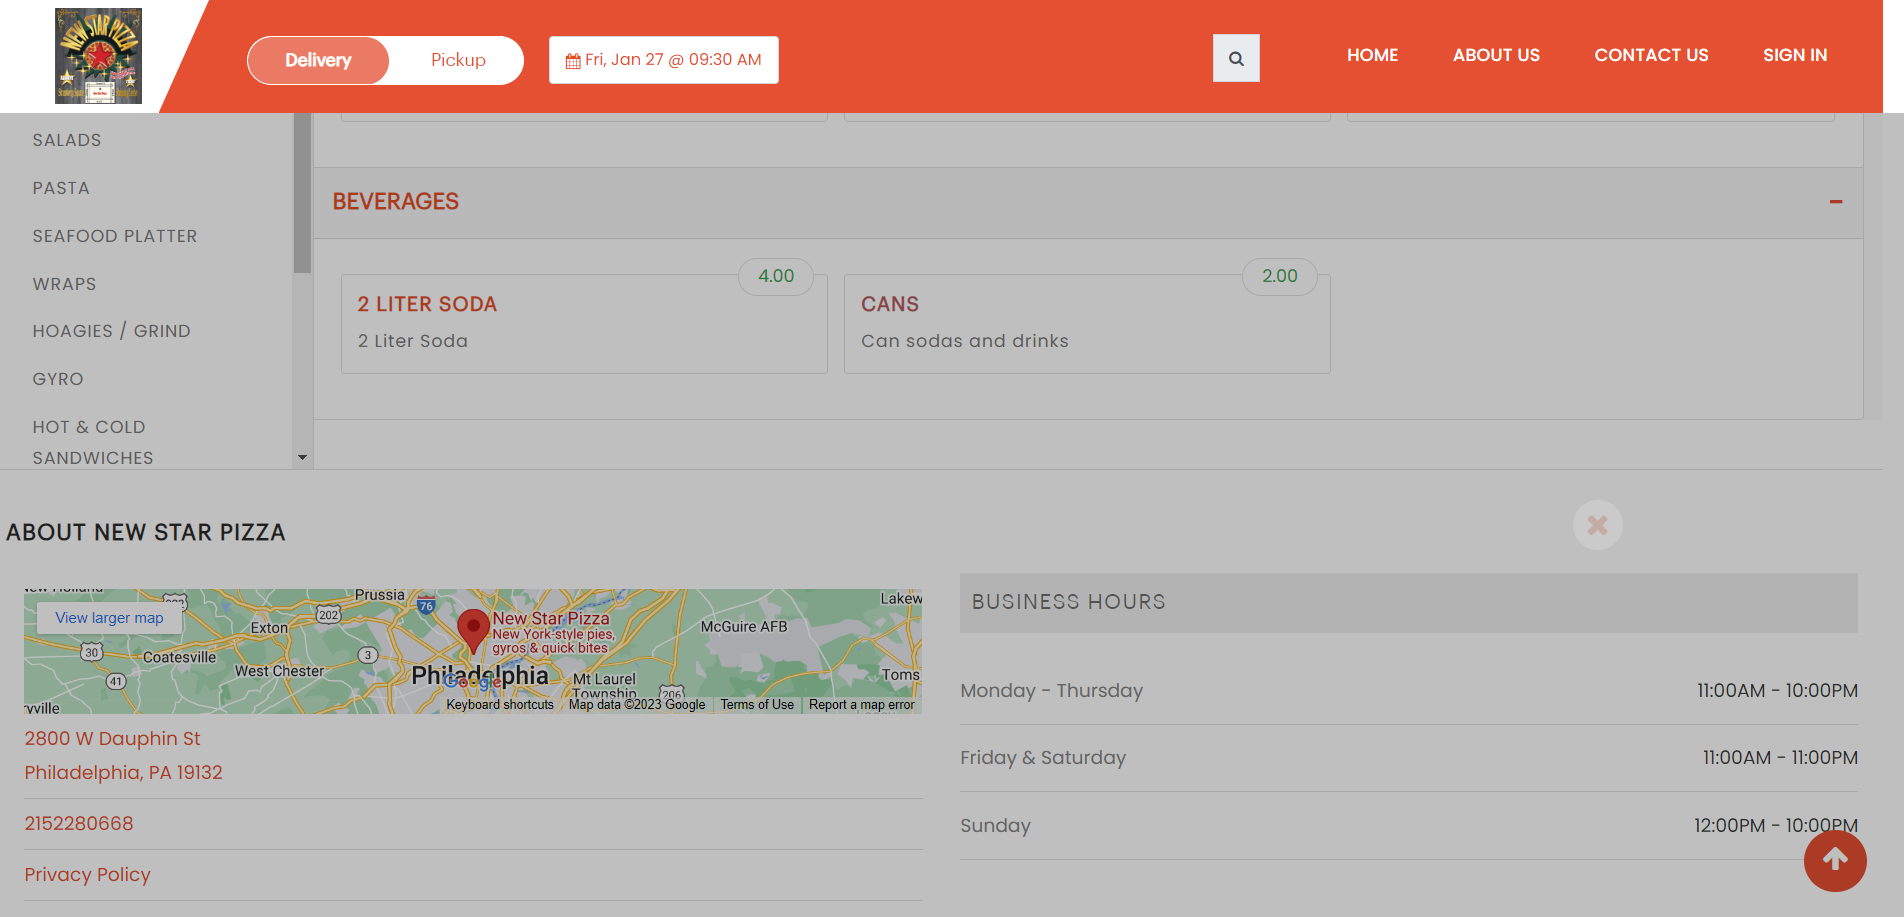 NEW STAR PIZZA
Delivery
Pickup
Fri, Jan 27 @ 09:30 AM
HOME
ABOUT US
CONTACT US
SIGN IN
SALADS
PASTA
SEAFOOD PLATTER
WRAPS
HOAGIES / GRIND
GYRO
HOT & COLD
SANDWICHES
BEVERAGES
4.00
2 LITER SODA
2 Liter Soda
2.00
CANS
Can sodas and drinks
ABOUT NEW STAR PIZZA
View larger map
New Holland
Prussia
76
202
Exton
30
Coatesville
West Chester
3
41
New Star Pizza
New York-style pies,
gyros & quick bites
Philadelphia
Google
Mt Laurel
Township
206
McGuire AFB
Lakew
Toms
Keyboard shortcuts
Map data ©2023 Google
Terms of Use
Report a map error
2800 W Dauphin St
Philadelphia, PA 19132
2152280668
Privacy Policy
BUSINESS HOURS
Monday - Thursday
11:00AM - 10:00PM
Friday & Saturday
11:00AM - 11:00PM
Sunday
12:00PM - 10:00PM